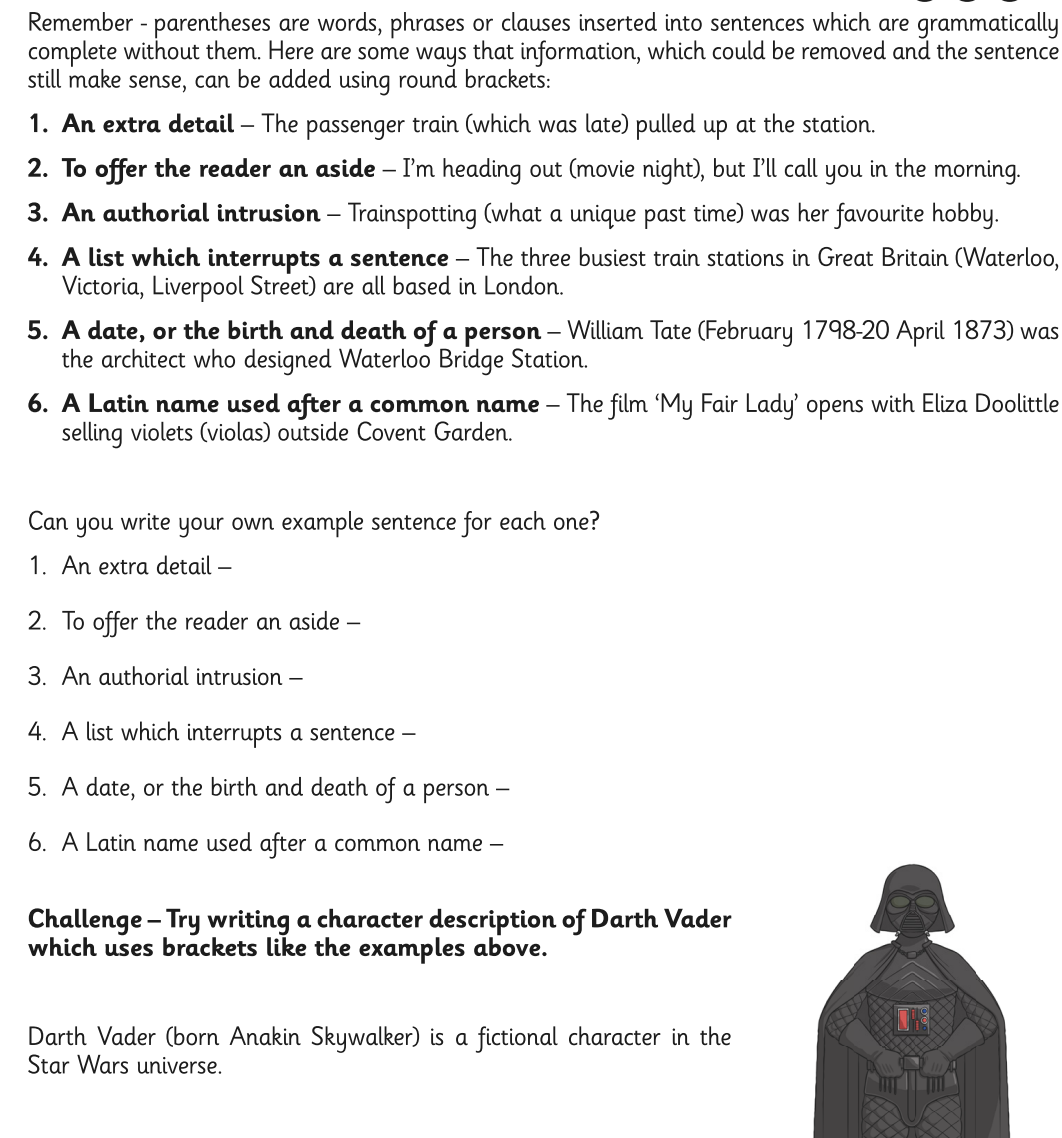 Remember - parentheses are words, phrases or clauses inserted into sentences which are grammatically
complete without them. Here are some ways that information, which could be removed and the sentence
still make sense, can be added using round brackets:
1. An extra detail – The passenger train (which was late) pulled up at the station.
2. To offer the reader an aside – I'm heading out (movie night), but I'll call you in the morning.
3. An authorial intrusion – Trainspotting (what a unique past time) was her favourite hobby.
4. A list which interrupts a sentence – The three busiest train stations in Great Britain (Waterloo,
Victoria, Liverpool Street) are all based in London.
5. A date, or the birth and death of a person – William Tate (February 1798-20 April 1873) was
the architect who designed Waterloo Bridge Station.
6. A Latin name used after a common name – The film ‘My Fair Lady’ opens with Eliza Doolittle
selling violets (violas) outside Covent Garden.
Can you write your own example sentence for each one?
1. An extra detail –
2. To offer the reader an aside –
3. An authorial intrusion –
4. A list which interrupts a sentence –
5. A date, or the birth and death of a person –
6. A Latin name used after a common name –
Challenge – Try writing a character description of Darth Vader
which uses brackets like the examples above.
Darth Vader (born Anakin Skywalker) is a fictional character in the
Star Wars universe.